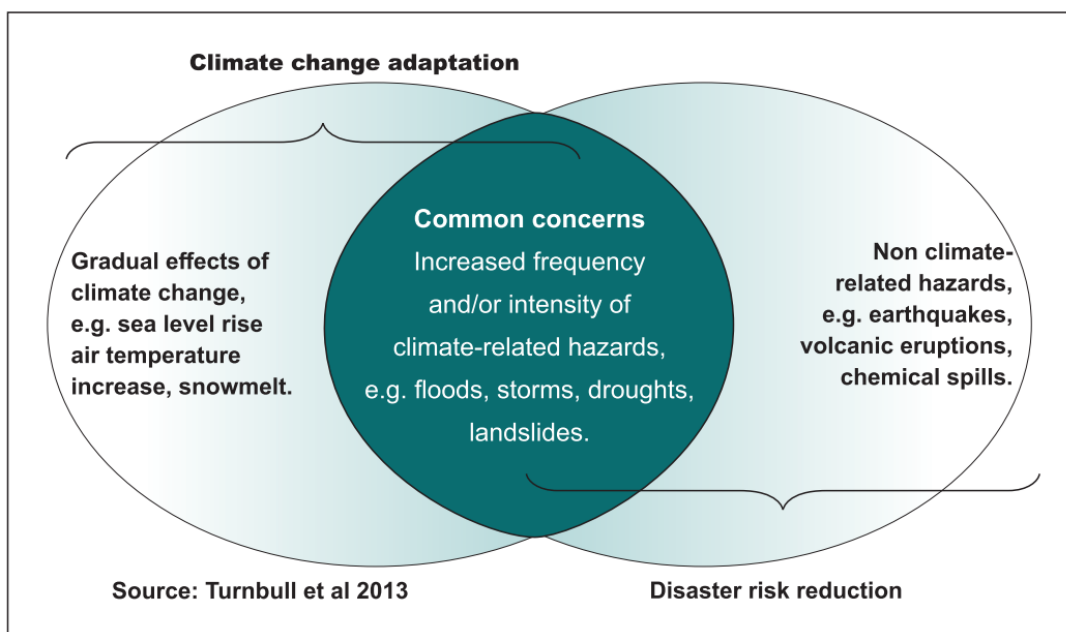 Climate change adaptation
Gradual effects of
climate change,
e.g. sea level rise
air temperature
increase, snowmelt.
Common concerns
Increased frequency
and/or intensity of
climate-related hazards,
e.g. floods, storms, droughts,
landslides.
Non climate-
related hazards,
e.g. earthquakes,
volcanic eruptions,
chemical spills.
Source: Turnbull et al 2013
Disaster risk reduction